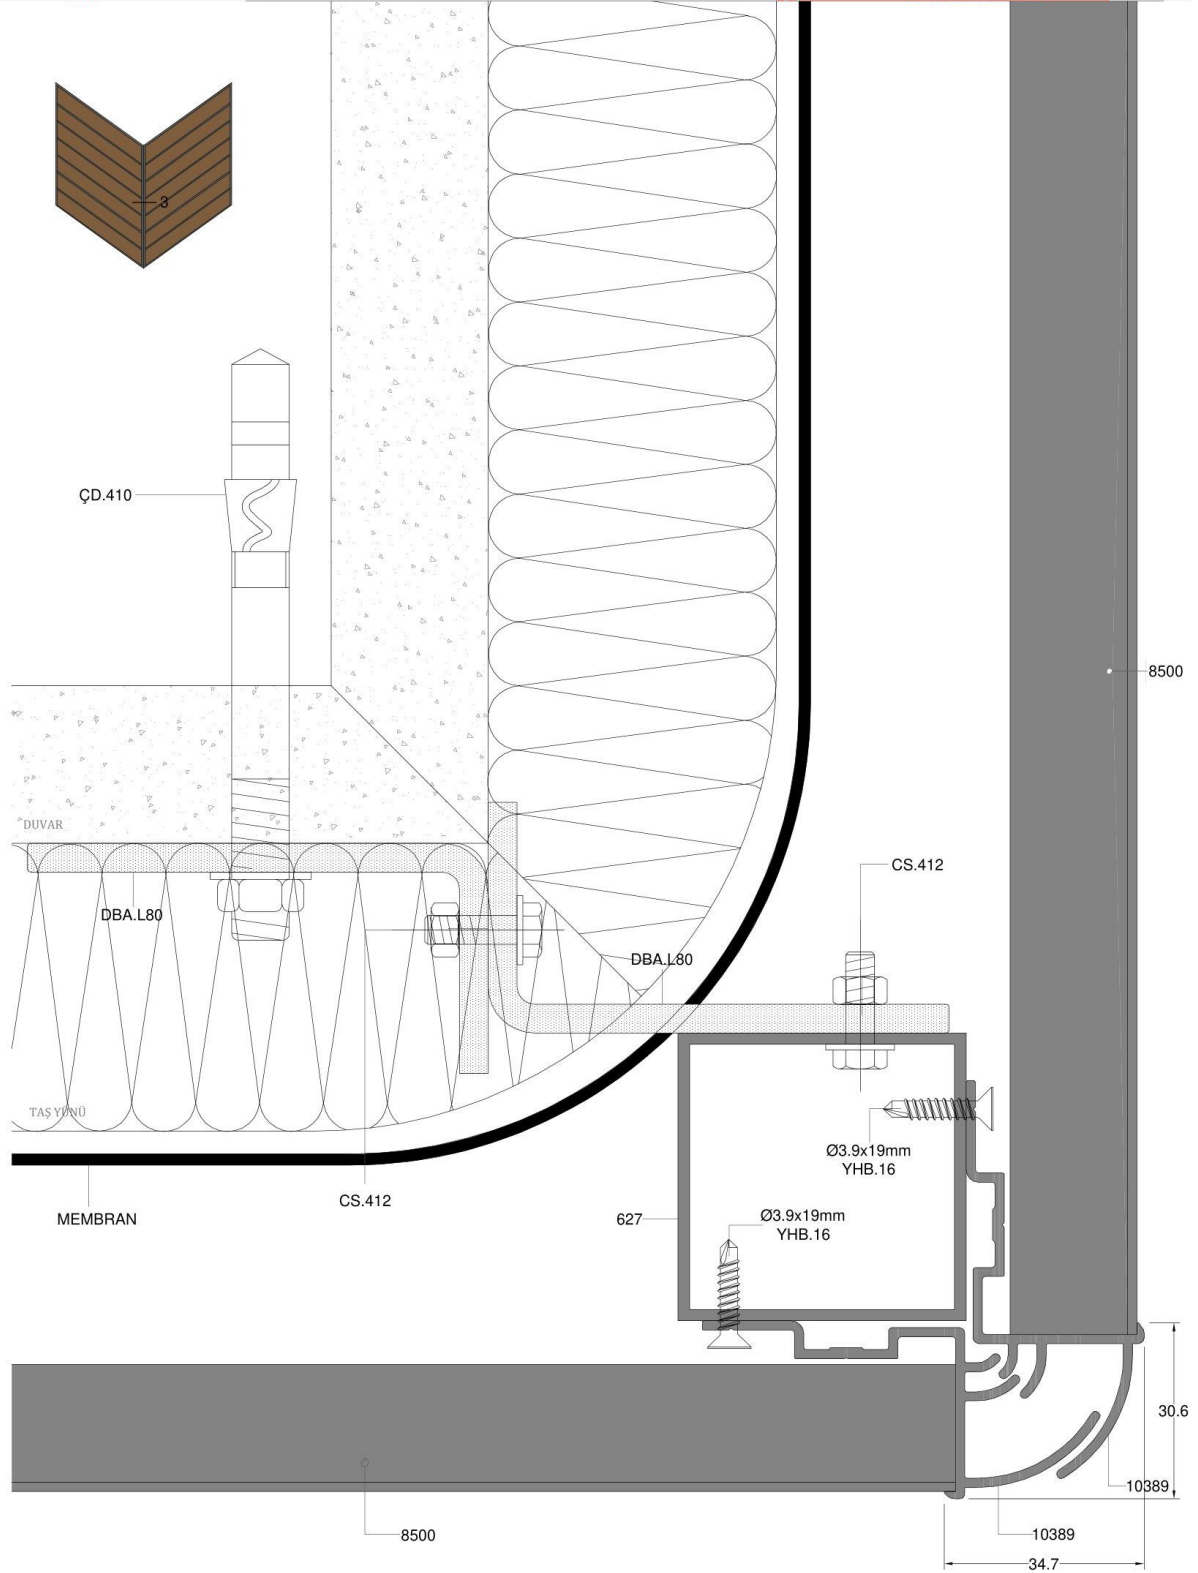 3
ÇD.410
8500
DUVAR
CS.412
DBA.L80
DBA.L80
TAŞ YÜNÜ
Ø3.9x19mm
YHB.16
CS.412
MEMBRAN
627
Ø3.9x19mm
YHB.16
30.6
10389
8500
10389
34.7